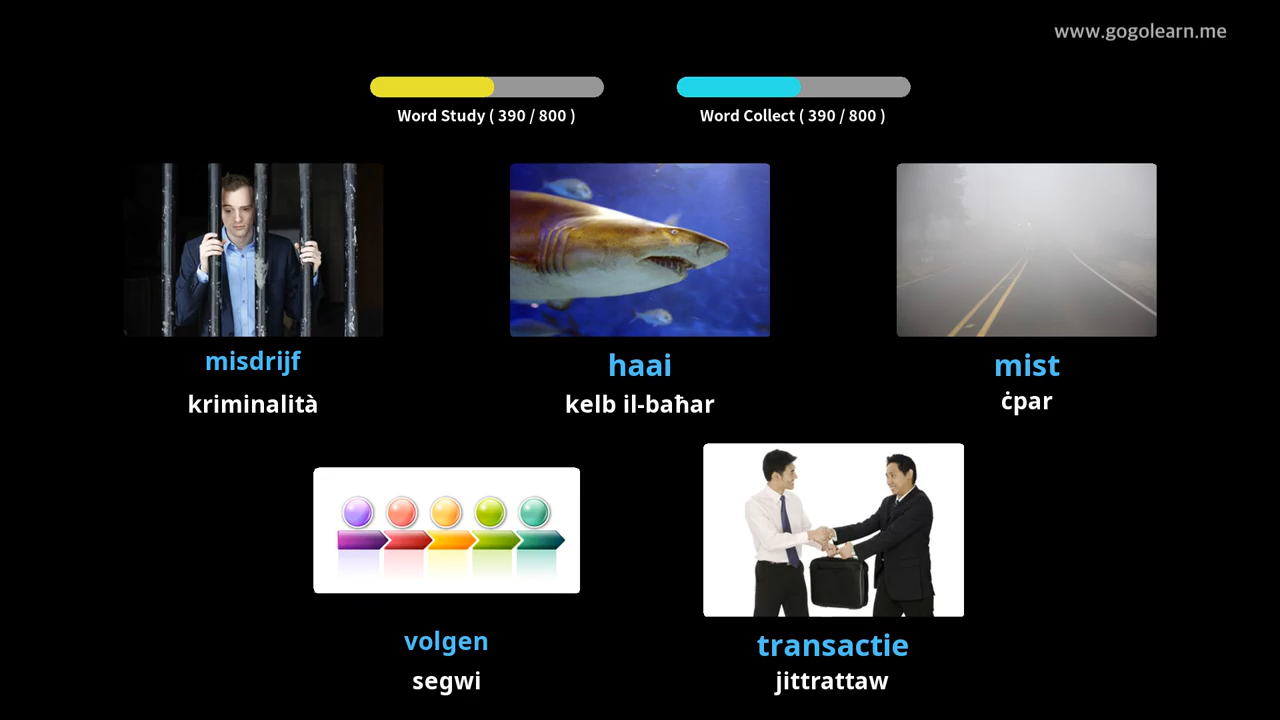 www.gogolearn.me
Word Study ( 390 / 800 )
Word Collect ( 390 / 800 )
misdrijf
kriminalità
haai
kelb il-baħar
mist
ċpar
volgen
segwi
transactie
jittrattaw